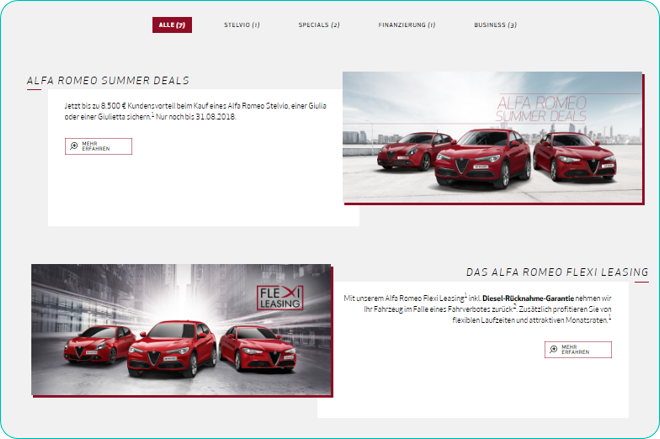 ALLE (7) STELVIO (1) SPECIALS (2) FINANZIERUNG (1) BUSINESS (3)
ALFA ROMEO SUMMER DEALS
Jetzt bis zu 8.500 € Kundenvorteil beim Kauf eines Alfa Romeo Stelvio, einer Giulia
oder einer Giulietta sichern.¹ Nur noch bis 31.08.2018.
MEHR
ERFAHREN
ALFA ROMEO
SUMMER DEALS
FLEXI
LEASING
DAS ALFA ROMEO FLEXI LEASING
Mit unserem Alfa Romeo Flexi Leasing³ inkl. Diesel-Rücknahme-Garantie nehmen wir
Ihr Fahrzeug im Falle eines Fahrverbotes zurück⁴. Zusätzlich profitieren Sie von
flexiblen Laufzeiten und attraktiven Monatsraten.
MEHR
ERFAHREN